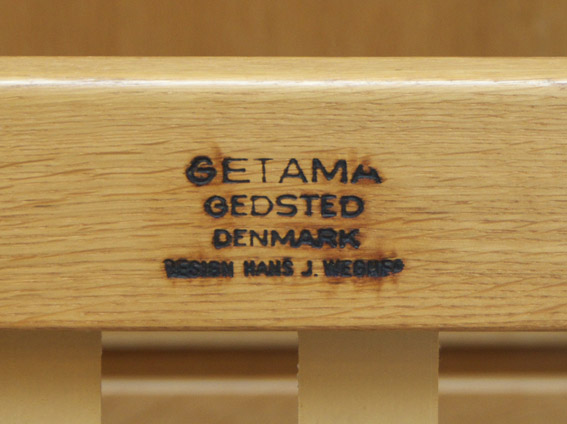 GETAMA
GEDSTED
DENMARK
DESIGN HANS J. WEGNER